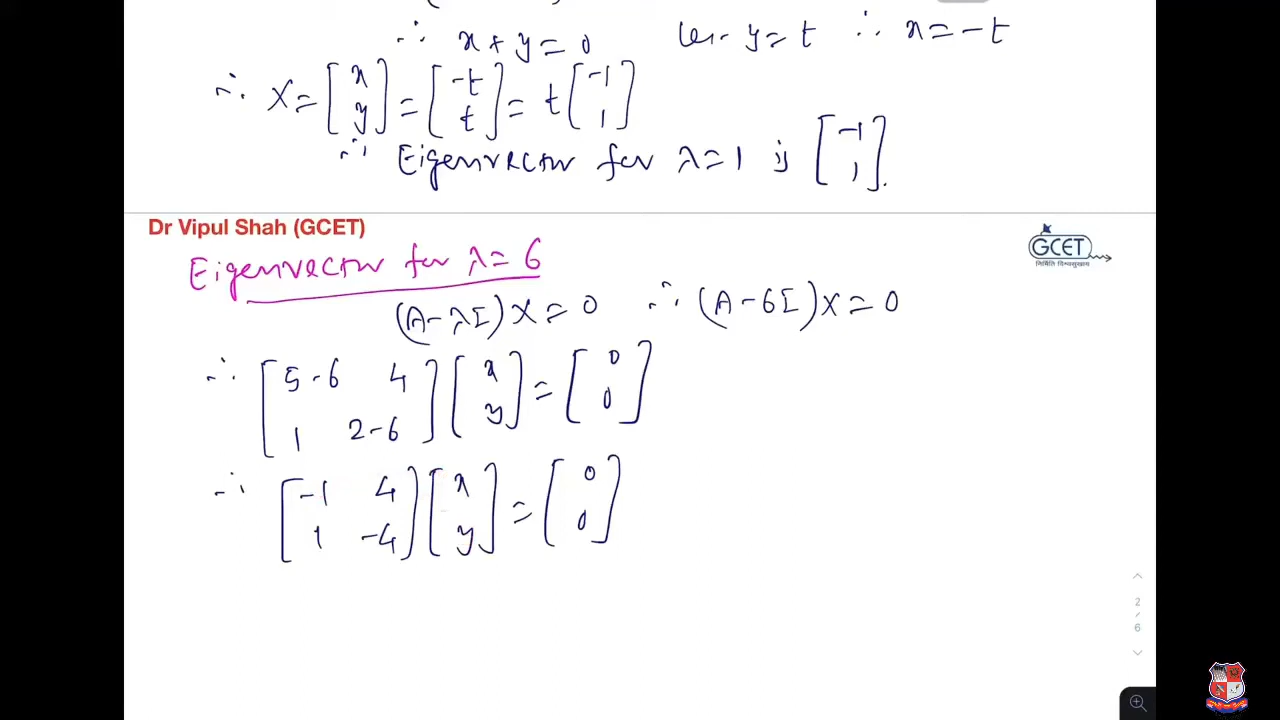 ∴ x + y = 0 let y = t ∴ x = -t
∴ X = [x y] = [-t t] = t [-1 1]
∴ Eigenvector for λ = 1 is [-1 1].
Dr Vipul Shah (GCET)
GCET
Eigenvector for λ = 6
(A - λI) X = 0 ∴ (A - 6I) X = 0
∴ [5-6 4
1 2-6] [x y] = [0 0]
∴ [-1 4
1 -4] [x y] = [0 0]
2
/
6